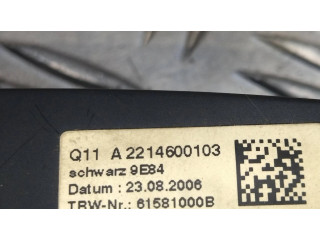 Q11 A 2214600103
schwarz 9E84
Datum : 23.08.2006
TRW-Nr.: 61581000B